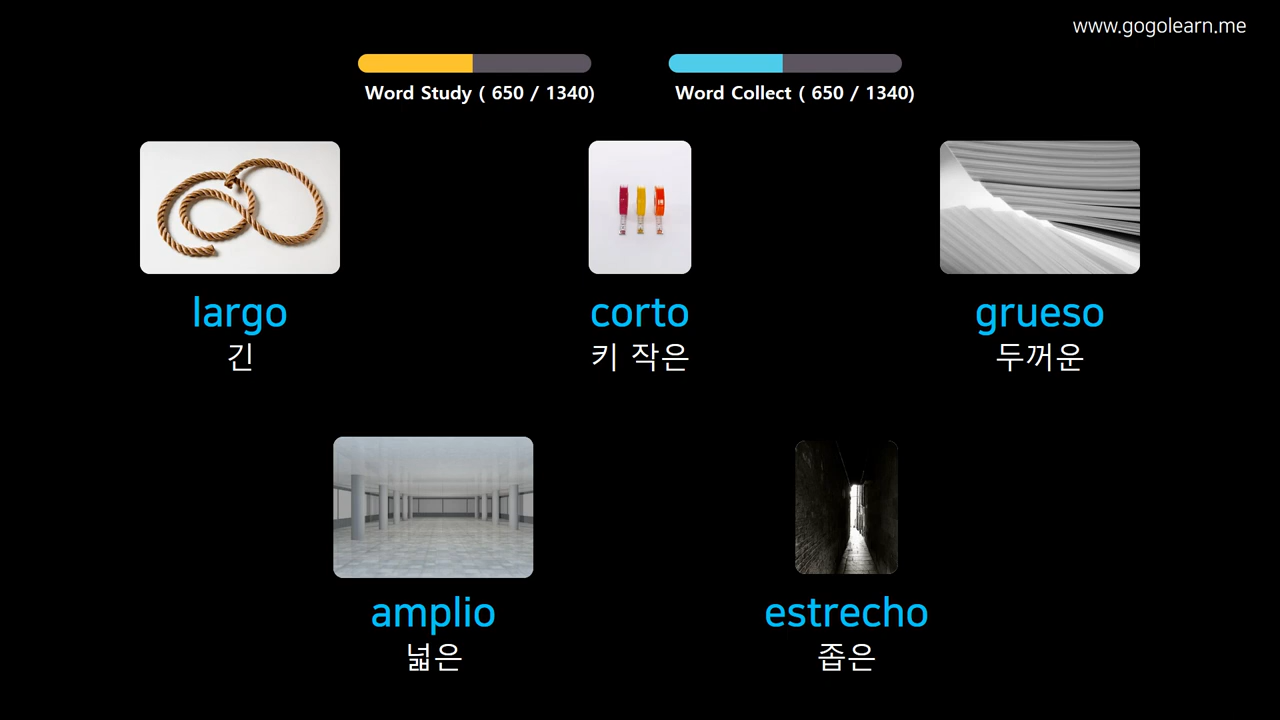 www.gogolearn.me
Word Study ( 650 / 1340)
Word Collect ( 650 / 1340)
largo
긴
corto
키 작은
grueso
두꺼운
amplio
넓은
estrecho
좁은